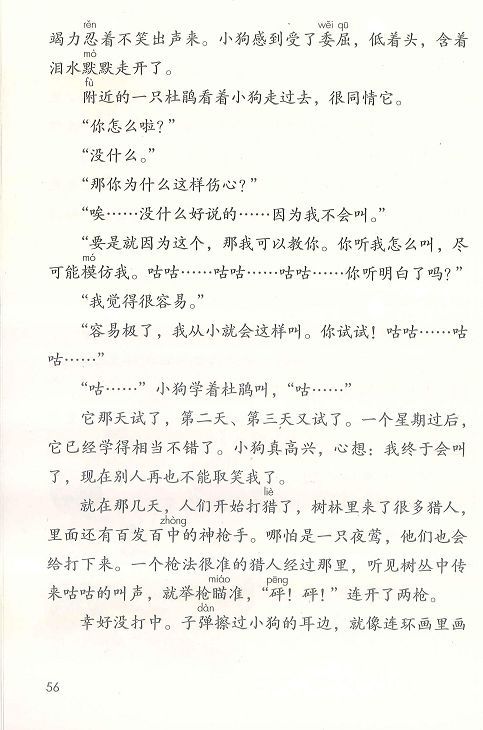 rěn wěi qū
竭力忍着不笑出声来。小狗感到受了委屈，低着头，含着
mò
泪水默默走开了。
fù
附近的一只杜鹃看着小狗走过去，很同情它。
“你怎么啦？”
“没什么。”
“那你为什么这样伤心？”
“唉……没什么好说的……因为我不会叫。”
“要是就因为这个，那我可以教你。你听我怎么叫，尽
mó
可能模仿我。咕咕……咕咕……咕咕……你听明白了吗？”
“我觉得很容易。”
“容易极了，我从小就会这样叫。你试试！咕咕……咕
咕……”
“咕……”小狗学着杜鹃叫，“咕……”
它那天试了，第二天、第三天又试了。一个星期过后，
它已经学得相当不错了。小狗真高兴，心想：我终于会叫
了，现在别人再也不能取笑我了。
liè
就在那几天，人们开始打猎了，树林里来了很多猎人，
zhòng
里面还有百发百中的神枪手。哪怕是一只夜莺，他们也会
给打下来。一个枪法很准的猎人经过那里，听见树丛中传
miáo pēng
来咕咕的叫声，就举枪瞄准，“砰！砰！”连开了两枪。
dàn
幸好没打中。子弹擦过小狗的耳边，就像连环画里画
56